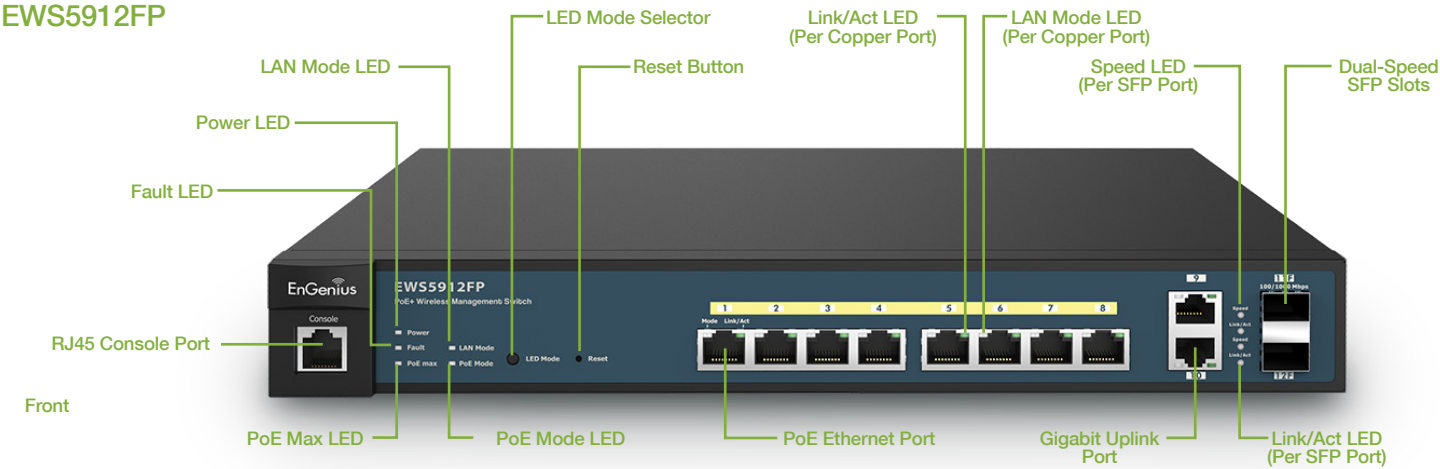 EWS5912FP
LED Mode Selector
Link/Act LED
(Per Copper Port)
LAN Mode LED
(Per Copper Port)
LAN Mode LED
Reset Button
Speed LED
(Per SFP Port)
Dual-Speed
SFP Slots
Power LED
Fault LED
EnGenius
EWS5912FP
PoE+ Wireless Management Switch
Console
Power
Fault
LAN Mode
PoE max
PoE Mode
LED Mode
Reset
1 2 3 4 5 6 7 8
Mode Link/Act
9
10
11F
100/1000 Mbps
Speed
Link/Act
Speed
Link/Act
12F
RJ45 Console Port
Front
PoE Max LED
PoE Mode LED
PoE Ethernet Port
Gigabit Uplink
Port
Link/Act LED
(Per SFP Port)